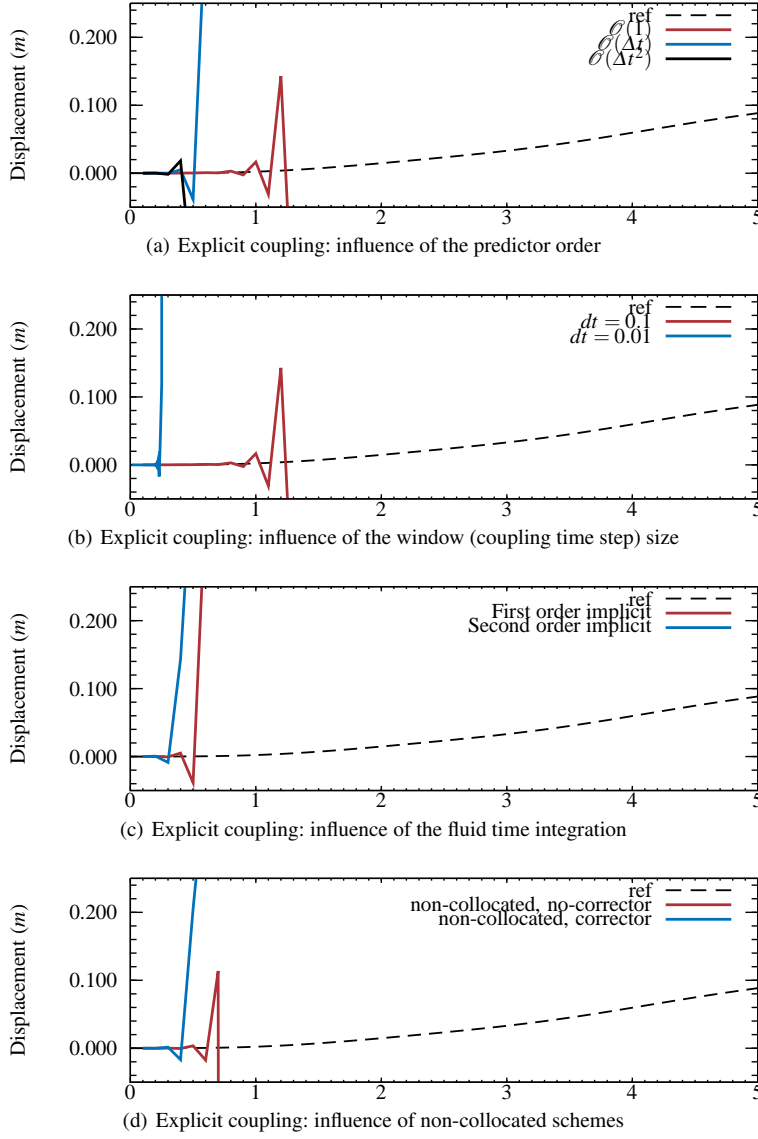 0.200
0.100
0.000
Displacement (m)
ref
𝒪(1)
𝒪(Δt)
𝒪(Δt²)
0 1 2 3 4 5
(a) Explicit coupling: influence of the predictor order
0.200
0.100
0.000
Displacement (m)
ref
dt = 0.1
dt = 0.01
0 1 2 3 4 5
(b) Explicit coupling: influence of the window (coupling time step) size
0.200
0.100
0.000
Displacement (m)
ref
First order implicit
Second order implicit
0 1 2 3 4 5
(c) Explicit coupling: influence of the fluid time integration
0.200
0.100
0.000
Displacement (m)
ref
non-collocated, no-corrector
non-collocated, corrector
0 1 2 3 4 5
(d) Explicit coupling: influence of non-collocated schemes